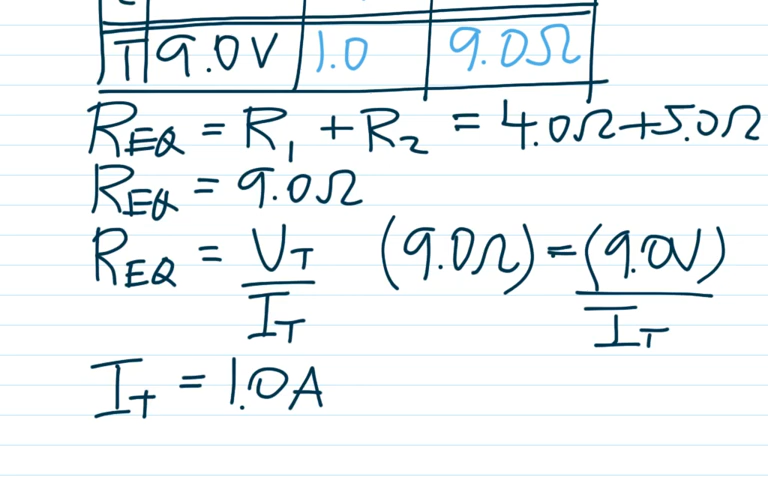 T 9.0V 1.0 9.0Ω
R_EQ = R_1 + R_2 = 4.0Ω+5.0Ω
R_EQ = 9.0Ω
R_EQ = V_T / I_T (9.0Ω) = (9.0V) / I_T
I_T = 1.0A